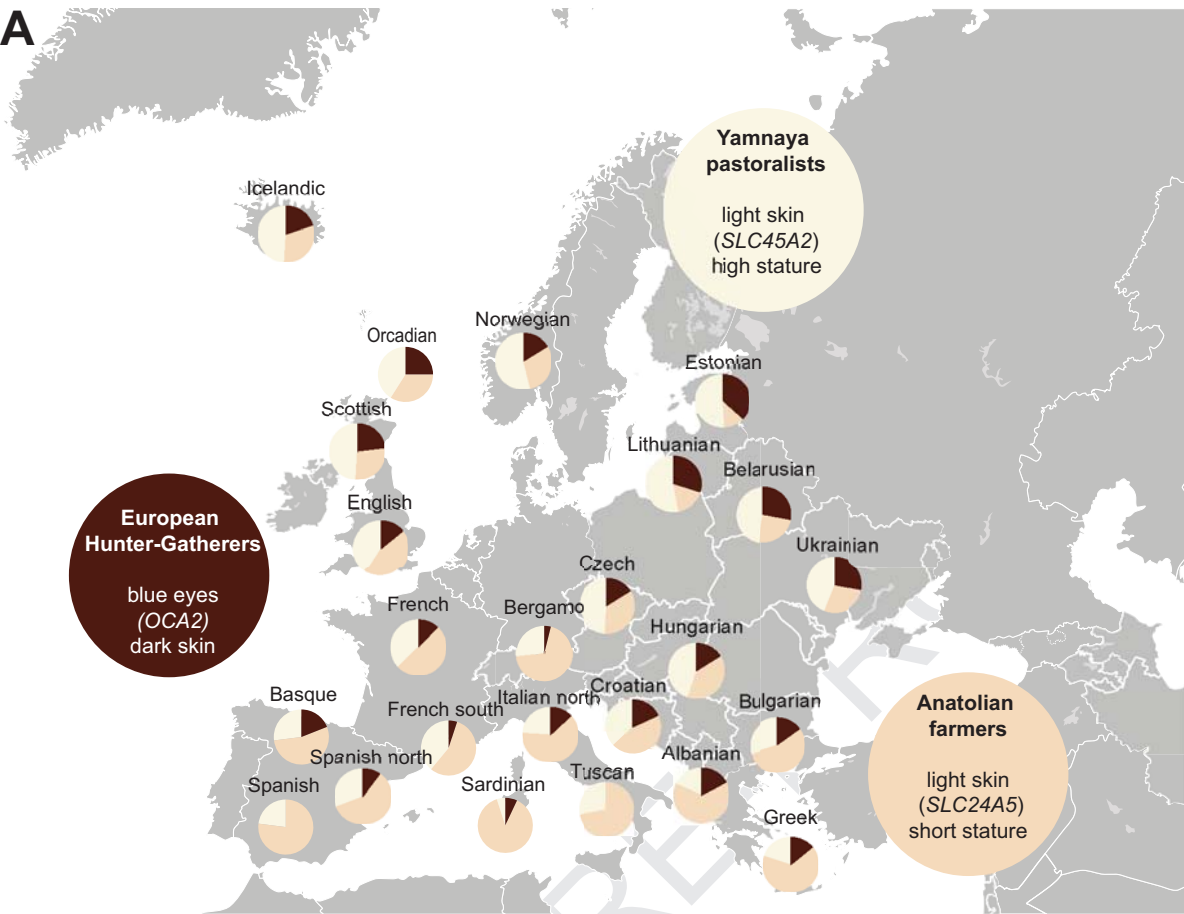 A
Yamnaya
pastoralists
light skin
(SLC45A2)
high stature
Icelandic
Norwegian
Orcadian
Estonian
Scottish
Lithuanian
Belarusian
European
Hunter-Gatherers
blue eyes
(OCA2)
dark skin
English
Ukrainian
Czech
French
Bergamo
Hungarian
Basque
French south
Italian north
Croatian
Bulgarian
Anatolian
farmers
light skin
(SLC24A5)
short stature
Spanish north
Spanish
Sardinian
Tuscan
Albanian
Greek